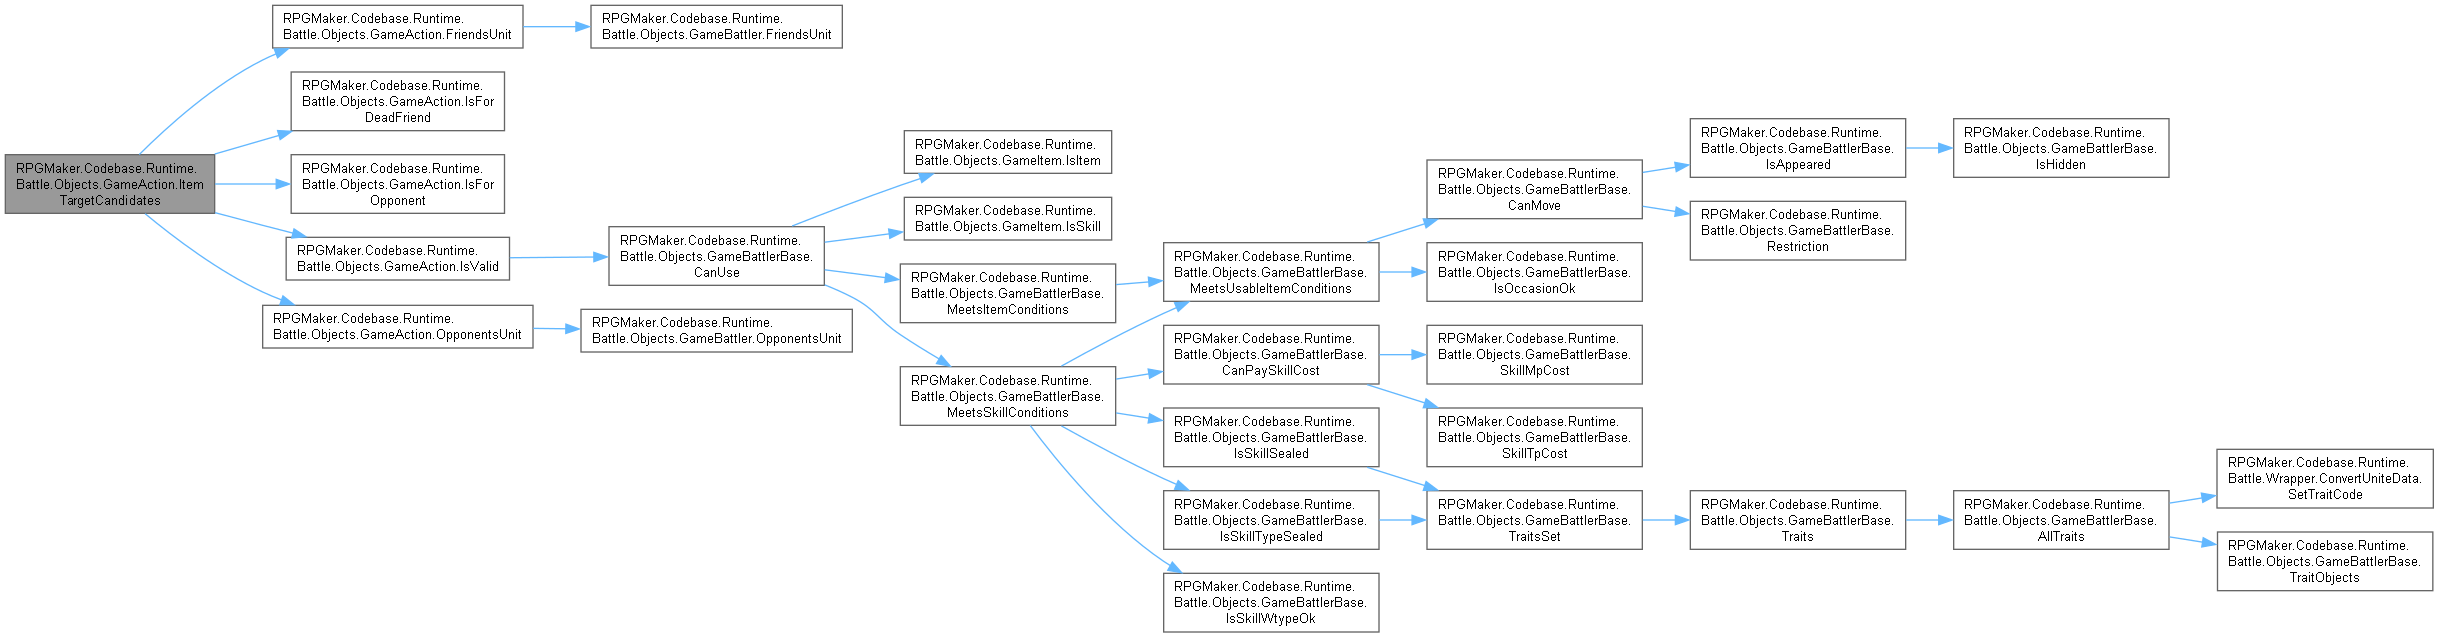 RPGMaker.Codebase.Runtime.
Battle.Objects.GameAction.Item
TargetCandidates
RPGMaker.Codebase.Runtime.
Battle.Objects.GameAction.FriendsUnit
RPGMaker.Codebase.Runtime.
Battle.Objects.GameBattler.FriendsUnit
RPGMaker.Codebase.Runtime.
Battle.Objects.GameAction.IsFor
DeadFriend
RPGMaker.Codebase.Runtime.
Battle.Objects.GameAction.IsFor
Opponent
RPGMaker.Codebase.Runtime.
Battle.Objects.GameAction.IsValid
RPGMaker.Codebase.Runtime.
Battle.Objects.GameAction.OpponentsUnit
RPGMaker.Codebase.Runtime.
Battle.Objects.GameBattlerBase.
CanUse
RPGMaker.Codebase.Runtime.
Battle.Objects.GameBattler.OpponentsUnit
RPGMaker.Codebase.Runtime.
Battle.Objects.GameItem.IsItem
RPGMaker.Codebase.Runtime.
Battle.Objects.GameItem.IsSkill
RPGMaker.Codebase.Runtime.
Battle.Objects.GameBattlerBase.
MeetsItemConditions
RPGMaker.Codebase.Runtime.
Battle.Objects.GameBattlerBase.
MeetsSkillConditions
RPGMaker.Codebase.Runtime.
Battle.Objects.GameBattlerBase.
MeetsUsableItemConditions
RPGMaker.Codebase.Runtime.
Battle.Objects.GameBattlerBase.
CanPaySkillCost
RPGMaker.Codebase.Runtime.
Battle.Objects.GameBattlerBase.
IsSkillSealed
RPGMaker.Codebase.Runtime.
Battle.Objects.GameBattlerBase.
IsSkillTypeSealed
RPGMaker.Codebase.Runtime.
Battle.Objects.GameBattlerBase.
IsSkillWtypeOk
RPGMaker.Codebase.Runtime.
Battle.Objects.GameBattlerBase.
CanMove
RPGMaker.Codebase.Runtime.
Battle.Objects.GameBattlerBase.
IsOccasionOk
RPGMaker.Codebase.Runtime.
Battle.Objects.GameBattlerBase.
SkillMpCost
RPGMaker.Codebase.Runtime.
Battle.Objects.GameBattlerBase.
SkillTpCost
RPGMaker.Codebase.Runtime.
Battle.Objects.GameBattlerBase.
TraitsSet
RPGMaker.Codebase.Runtime.
Battle.Objects.GameBattlerBase.
IsAppeared
RPGMaker.Codebase.Runtime.
Battle.Objects.GameBattlerBase.
Restriction
RPGMaker.Codebase.Runtime.
Battle.Objects.GameBattlerBase.
Traits
RPGMaker.Codebase.Runtime.
Battle.Objects.GameBattlerBase.
IsHidden
RPGMaker.Codebase.Runtime.
Battle.Objects.GameBattlerBase.
AllTraits
RPGMaker.Codebase.Runtime.
Battle.Wrapper.ConvertUniteData.
SetTraitCode
RPGMaker.Codebase.Runtime.
Battle.Objects.GameBattlerBase.
TraitObjects